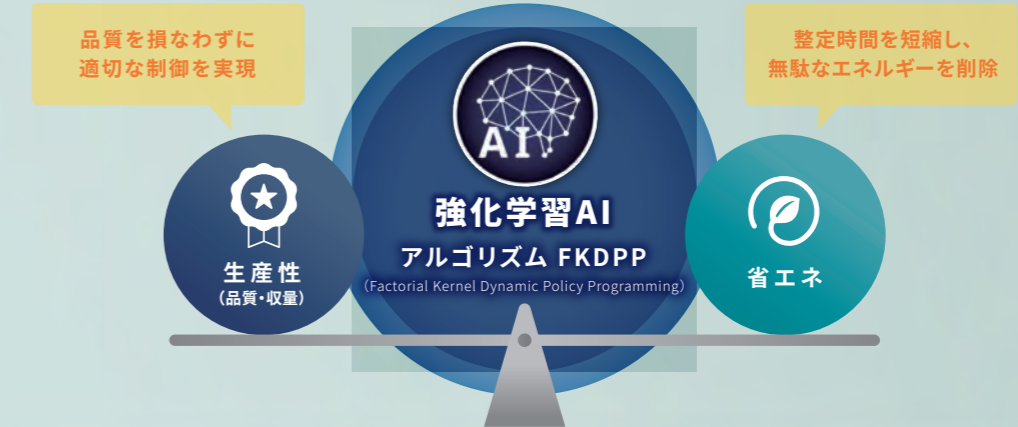 品質を損なわずに
適切な制御を実現
整定時間を短縮し、
無駄なエネルギーを削除
AI
強化学習AI
アルゴリズム FKDPP
（Factorial Kernel Dynamic Policy Programming）
生産性
（品質・収量）
省エネ